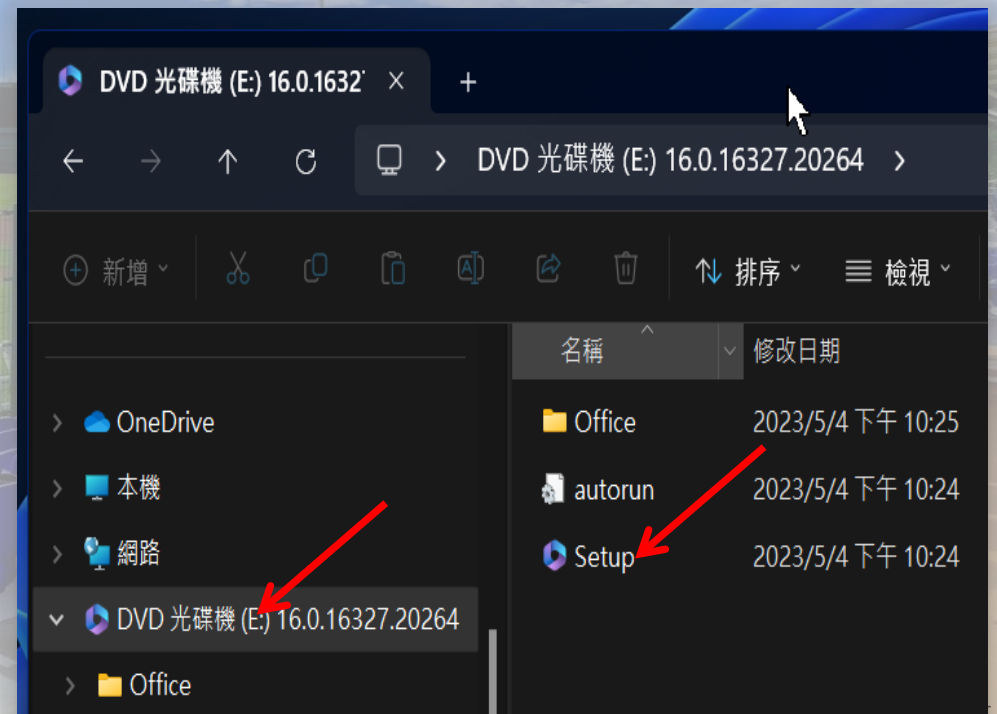 DVD 光碟機 (E:) 16.0.1632
DVD 光碟機 (E:) 16.0.16327.20264
新增 排序 檢視
名稱 修改日期
OneDrive
本機
網路
DVD 光碟機 (E:) 16.0.16327.20264
Office
Office 2023/5/4 下午 10:25
autorun 2023/5/4 下午 10:24
Setup 2023/5/4 下午 10:24